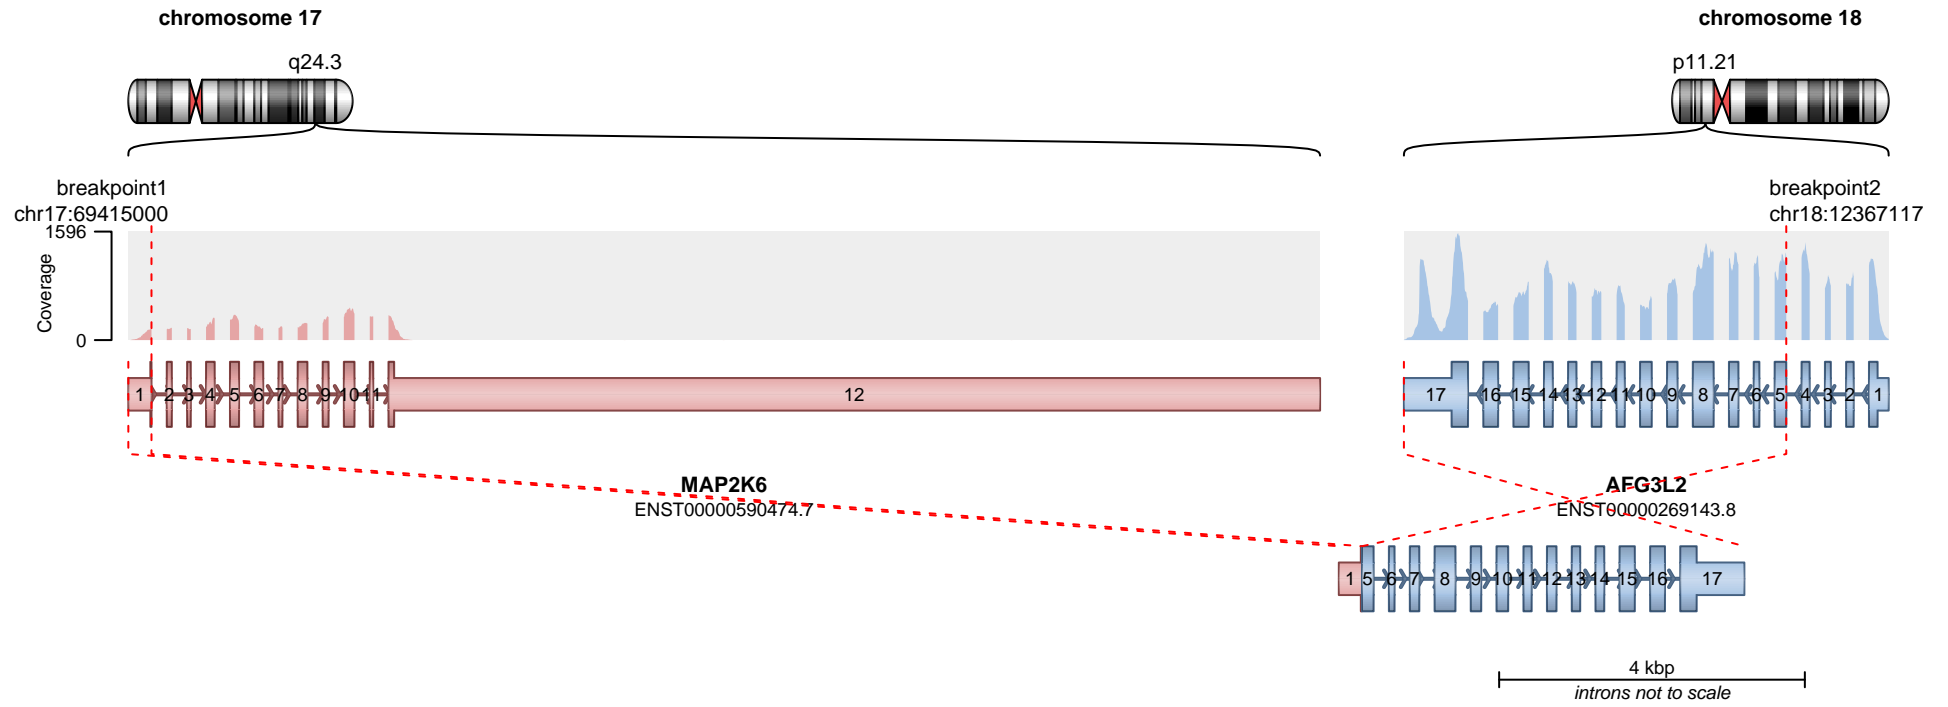 chromosome 17
chromosome 18
q24.3
p11.21
breakpoint1
chr17:69415000
breakpoint2
chr18:12367117
1596
Coverage
0
1 2 3 4 5 6 7 8 9 10 11 12
17 16 15 14 13 12 11 10 9 8 7 6 5 4 3 2 1
MAP2K6
ENST00000590474.7
AFG3L2
ENST00000269143.8
1 5 6 7 8 9 10 11 12 13 14 15 16 17
4 kbp
introns not to scale